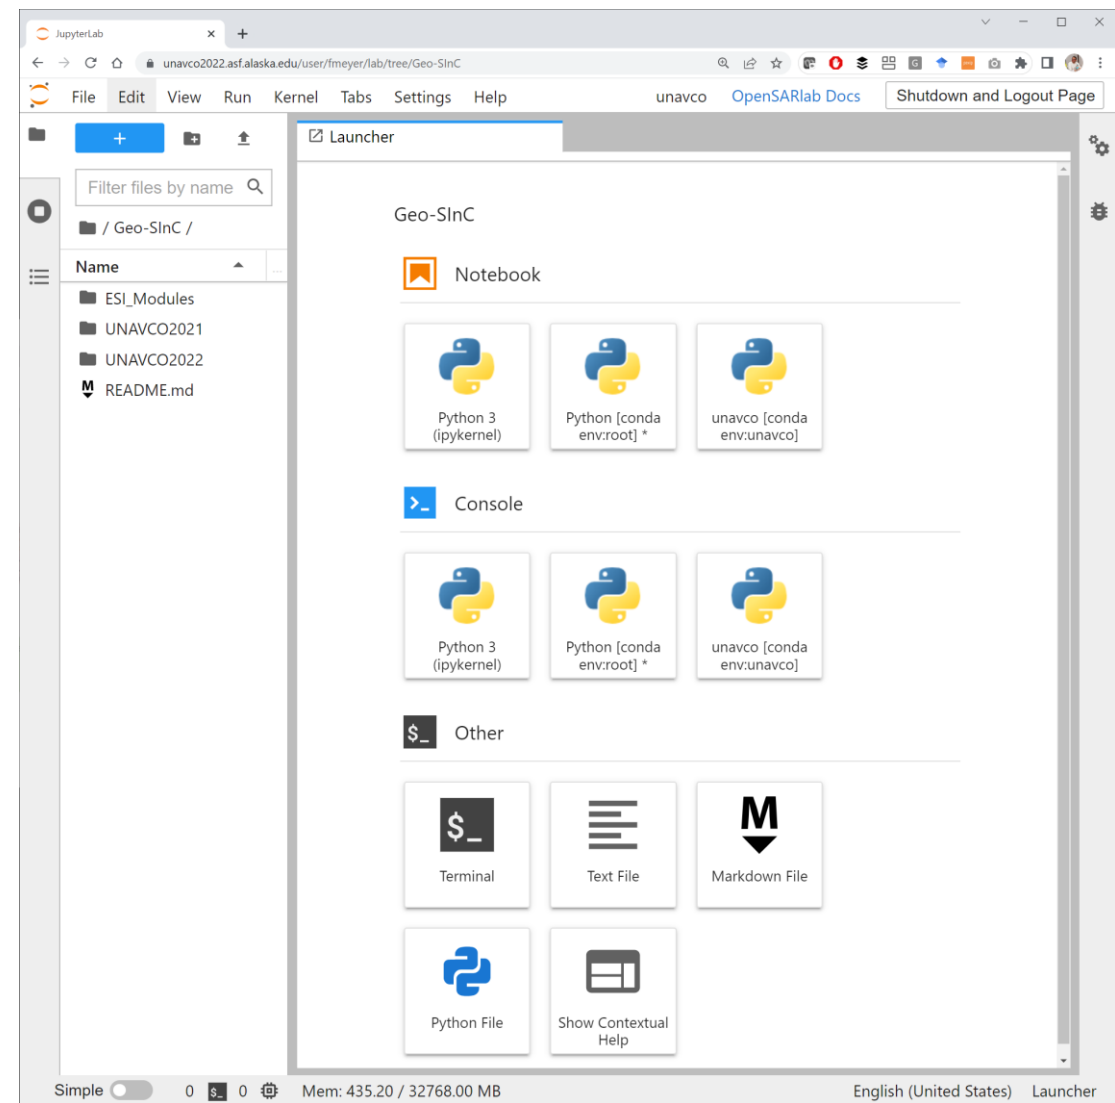 JupyterLab
unavco2022.asf.alaska.edu/user/fmeyer/lab/tree/Geo-SInC
File Edit View Run Kernel Tabs Settings Help unavco OpenSARlab Docs Shutdown and Logout Page
Launcher
Filter files by name
/ Geo-SInC /
Name
ESI_Modules
UNAVCO2021
UNAVCO2022
README.md
Geo-SInC
Notebook
Python 3
(ipykernel)
Python [conda
env:root] *
unavco [conda
env:unavco]
Console
Python 3
(ipykernel)
Python [conda
env:root] *
unavco [conda
env:unavco]
$_ Other
$_
Terminal
Text File
M
Markdown File
Python File
Show Contextual
Help
Simple 0 $_ 0 Mem: 435.20 / 32768.00 MB English (United States) Launcher